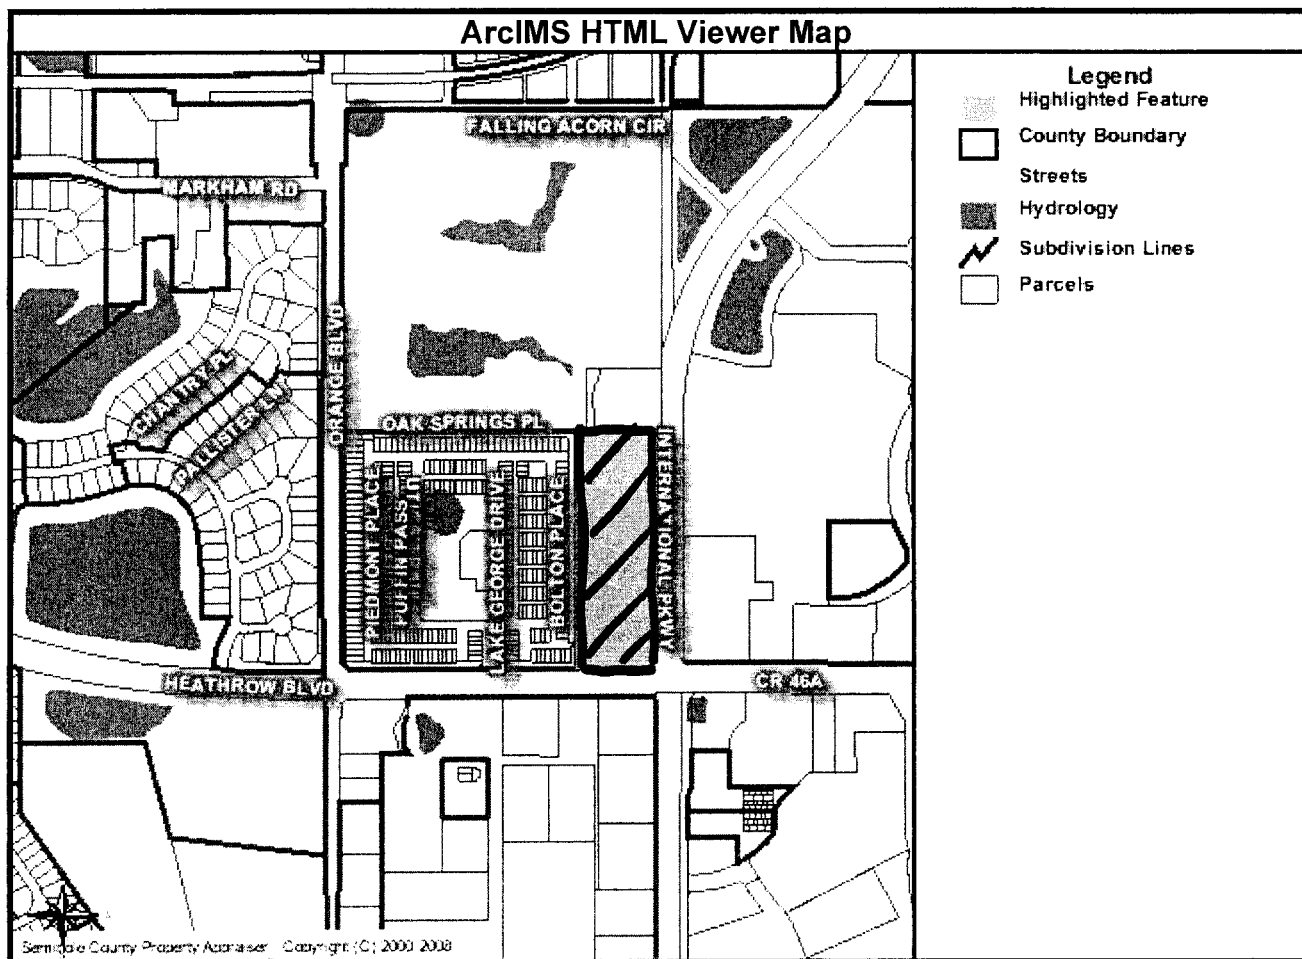 ArcIMS HTML Viewer Map
Legend
Highlighted Feature
County Boundary
Streets
Hydrology
Subdivision Lines
Parcels
FALLING ACORN CIR
MARKHAM RD
ORANGE BLVD
CHANTRY PL
PALLISTER LN
OAK SPRINGS PL
PIEDMONT PLACE
PUFFIN PASS
LAKE GEORGE DRIVE
BOLTON PLACE
INTERNATIONAL PKWY
HEATHROW BLVD
CR 46A
Seminole County Property Appraiser Copyright (C) 2000-2008